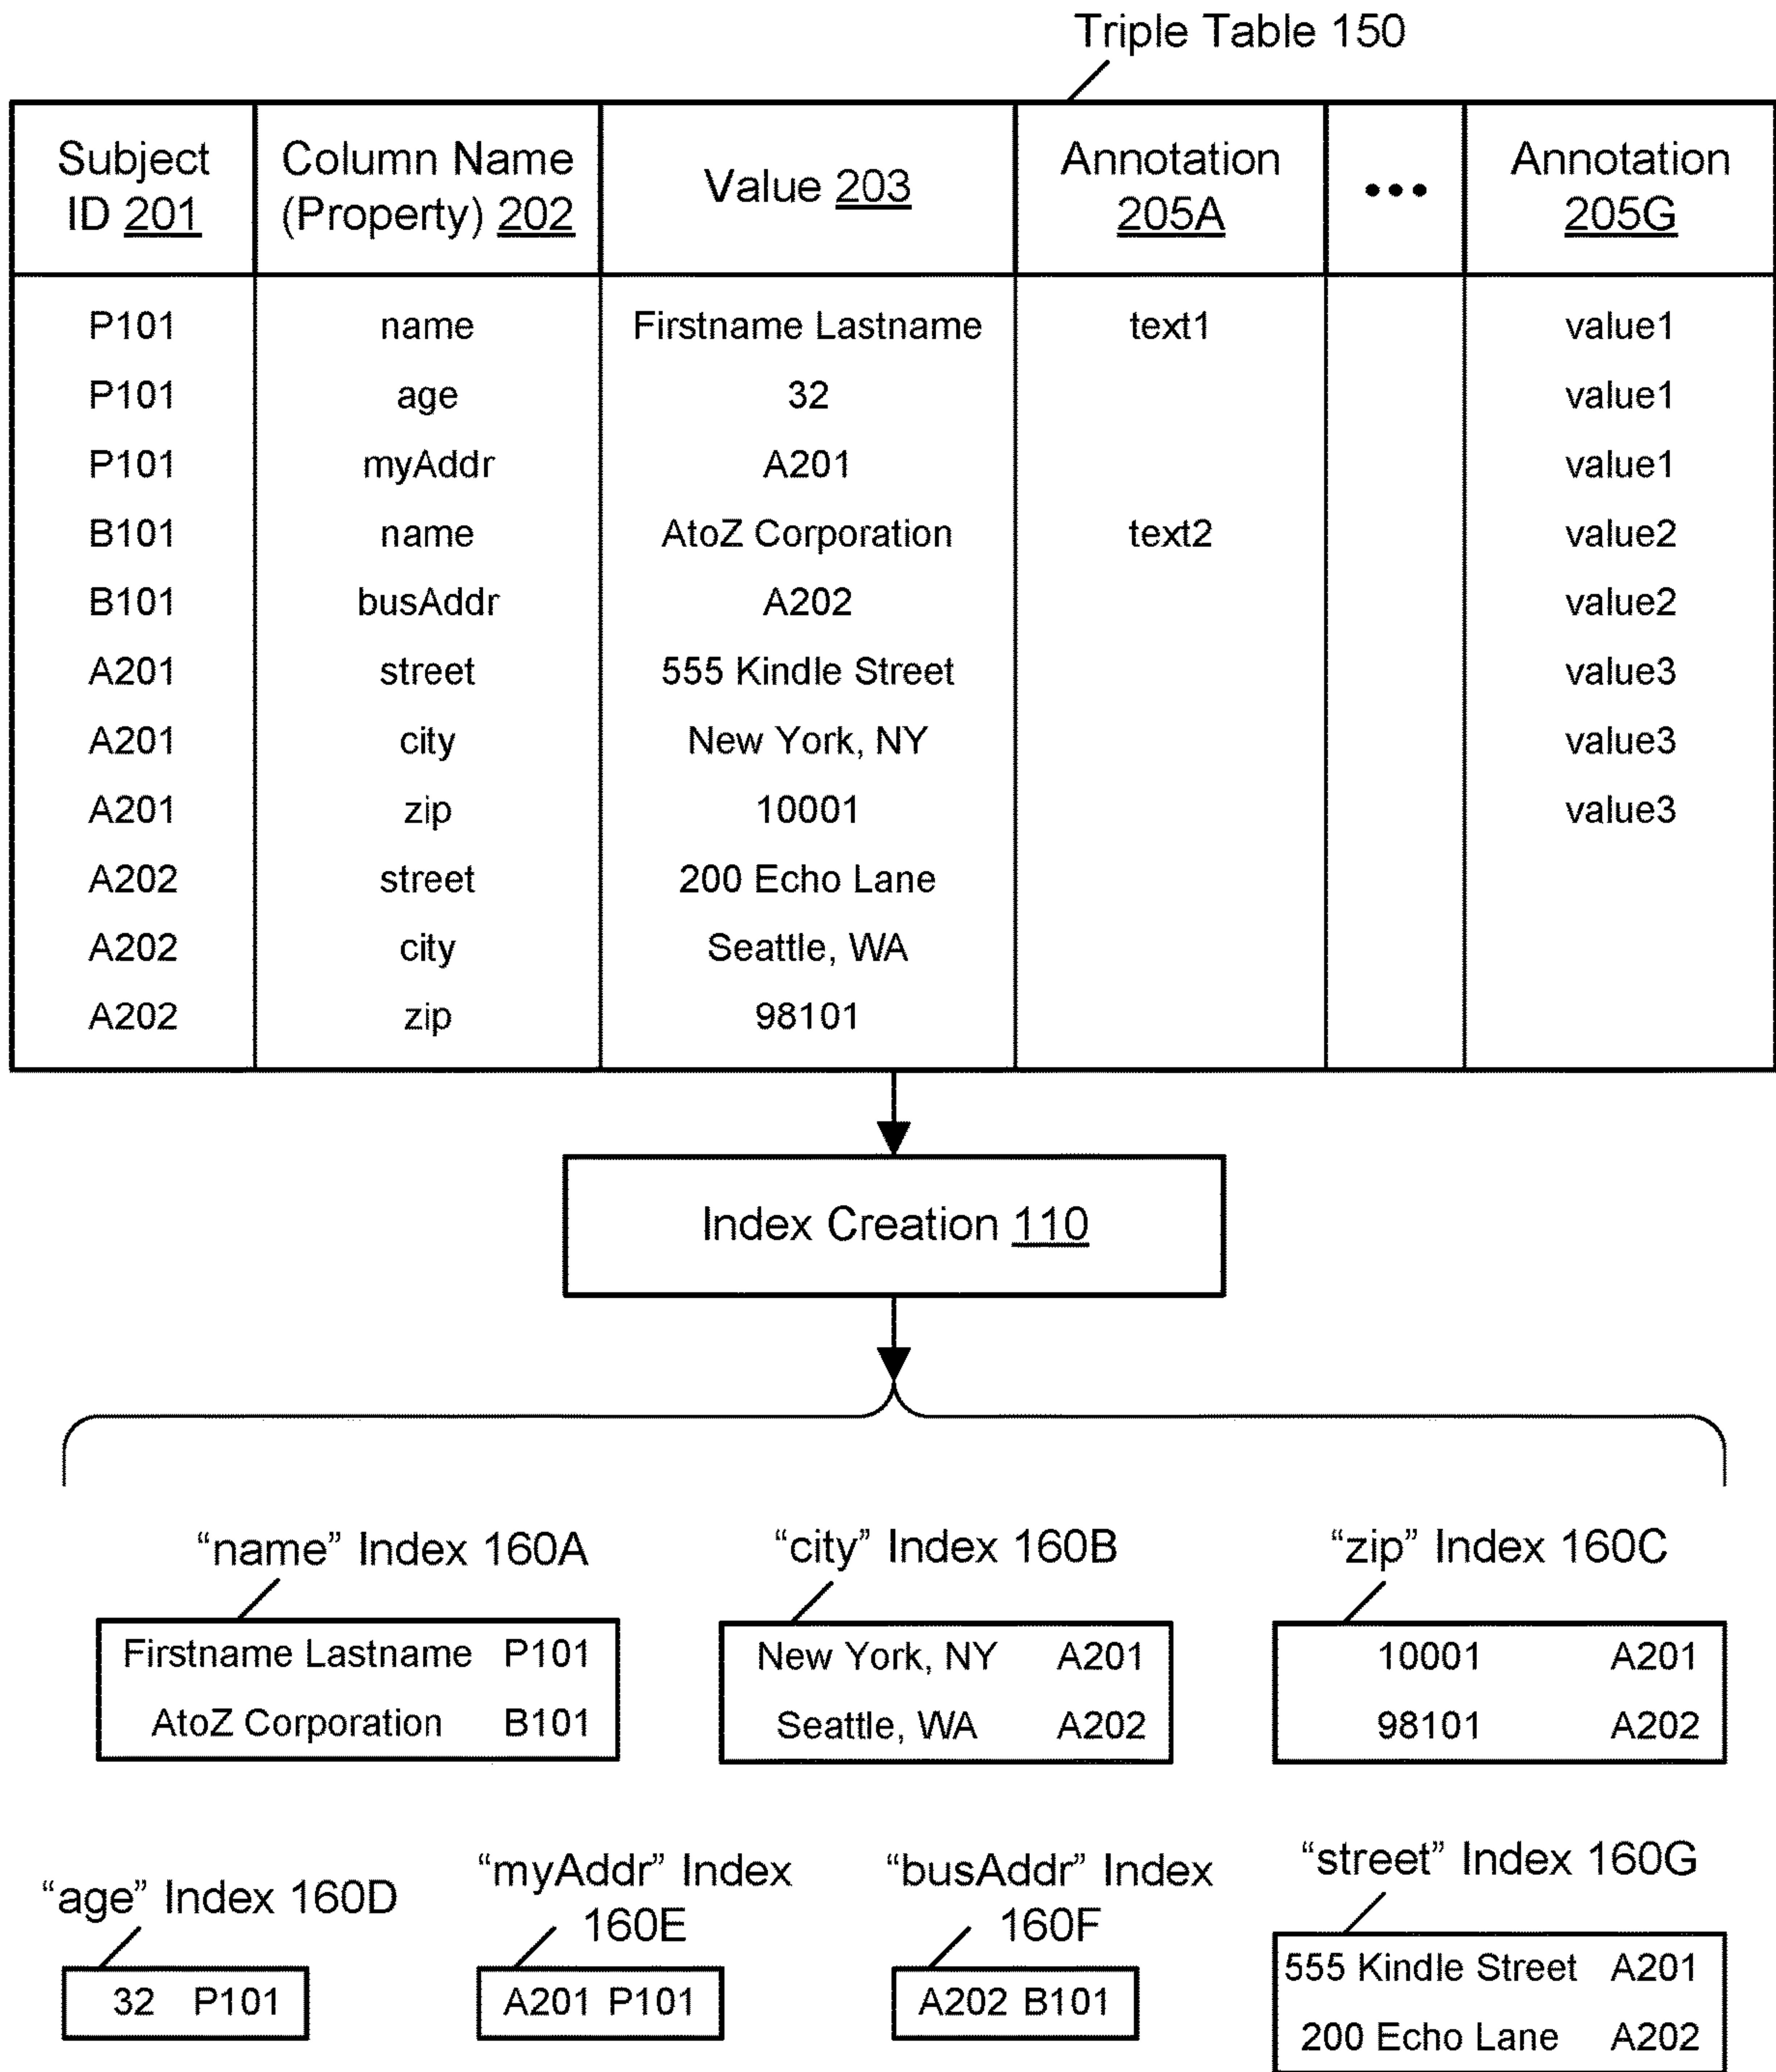 Triple Table 150
Subject ID 201 Column Name (Property) 202 Value 203 Annotation 205A ••• Annotation 205G
P101 name Firstname Lastname text1 value1
P101 age 32 value1
P101 myAddr A201 value1
B101 name AtoZ Corporation text2 value2
B101 busAddr A202 value2
A201 street 555 Kindle Street value3
A201 city New York, NY value3
A201 zip 10001 value3
A202 street 200 Echo Lane
A202 city Seattle, WA
A202 zip 98101
Index Creation 110
“name” Index 160A
Firstname Lastname P101
AtoZ Corporation B101
“city” Index 160B
New York, NY A201
Seattle, WA A202
“zip” Index 160C
10001 A201
98101 A202
“age” Index 160D
32 P101
“myAddr” Index
160E
A201 P101
“busAddr” Index
160F
A202 B101
“street” Index 160G
555 Kindle Street A201
200 Echo Lane A202